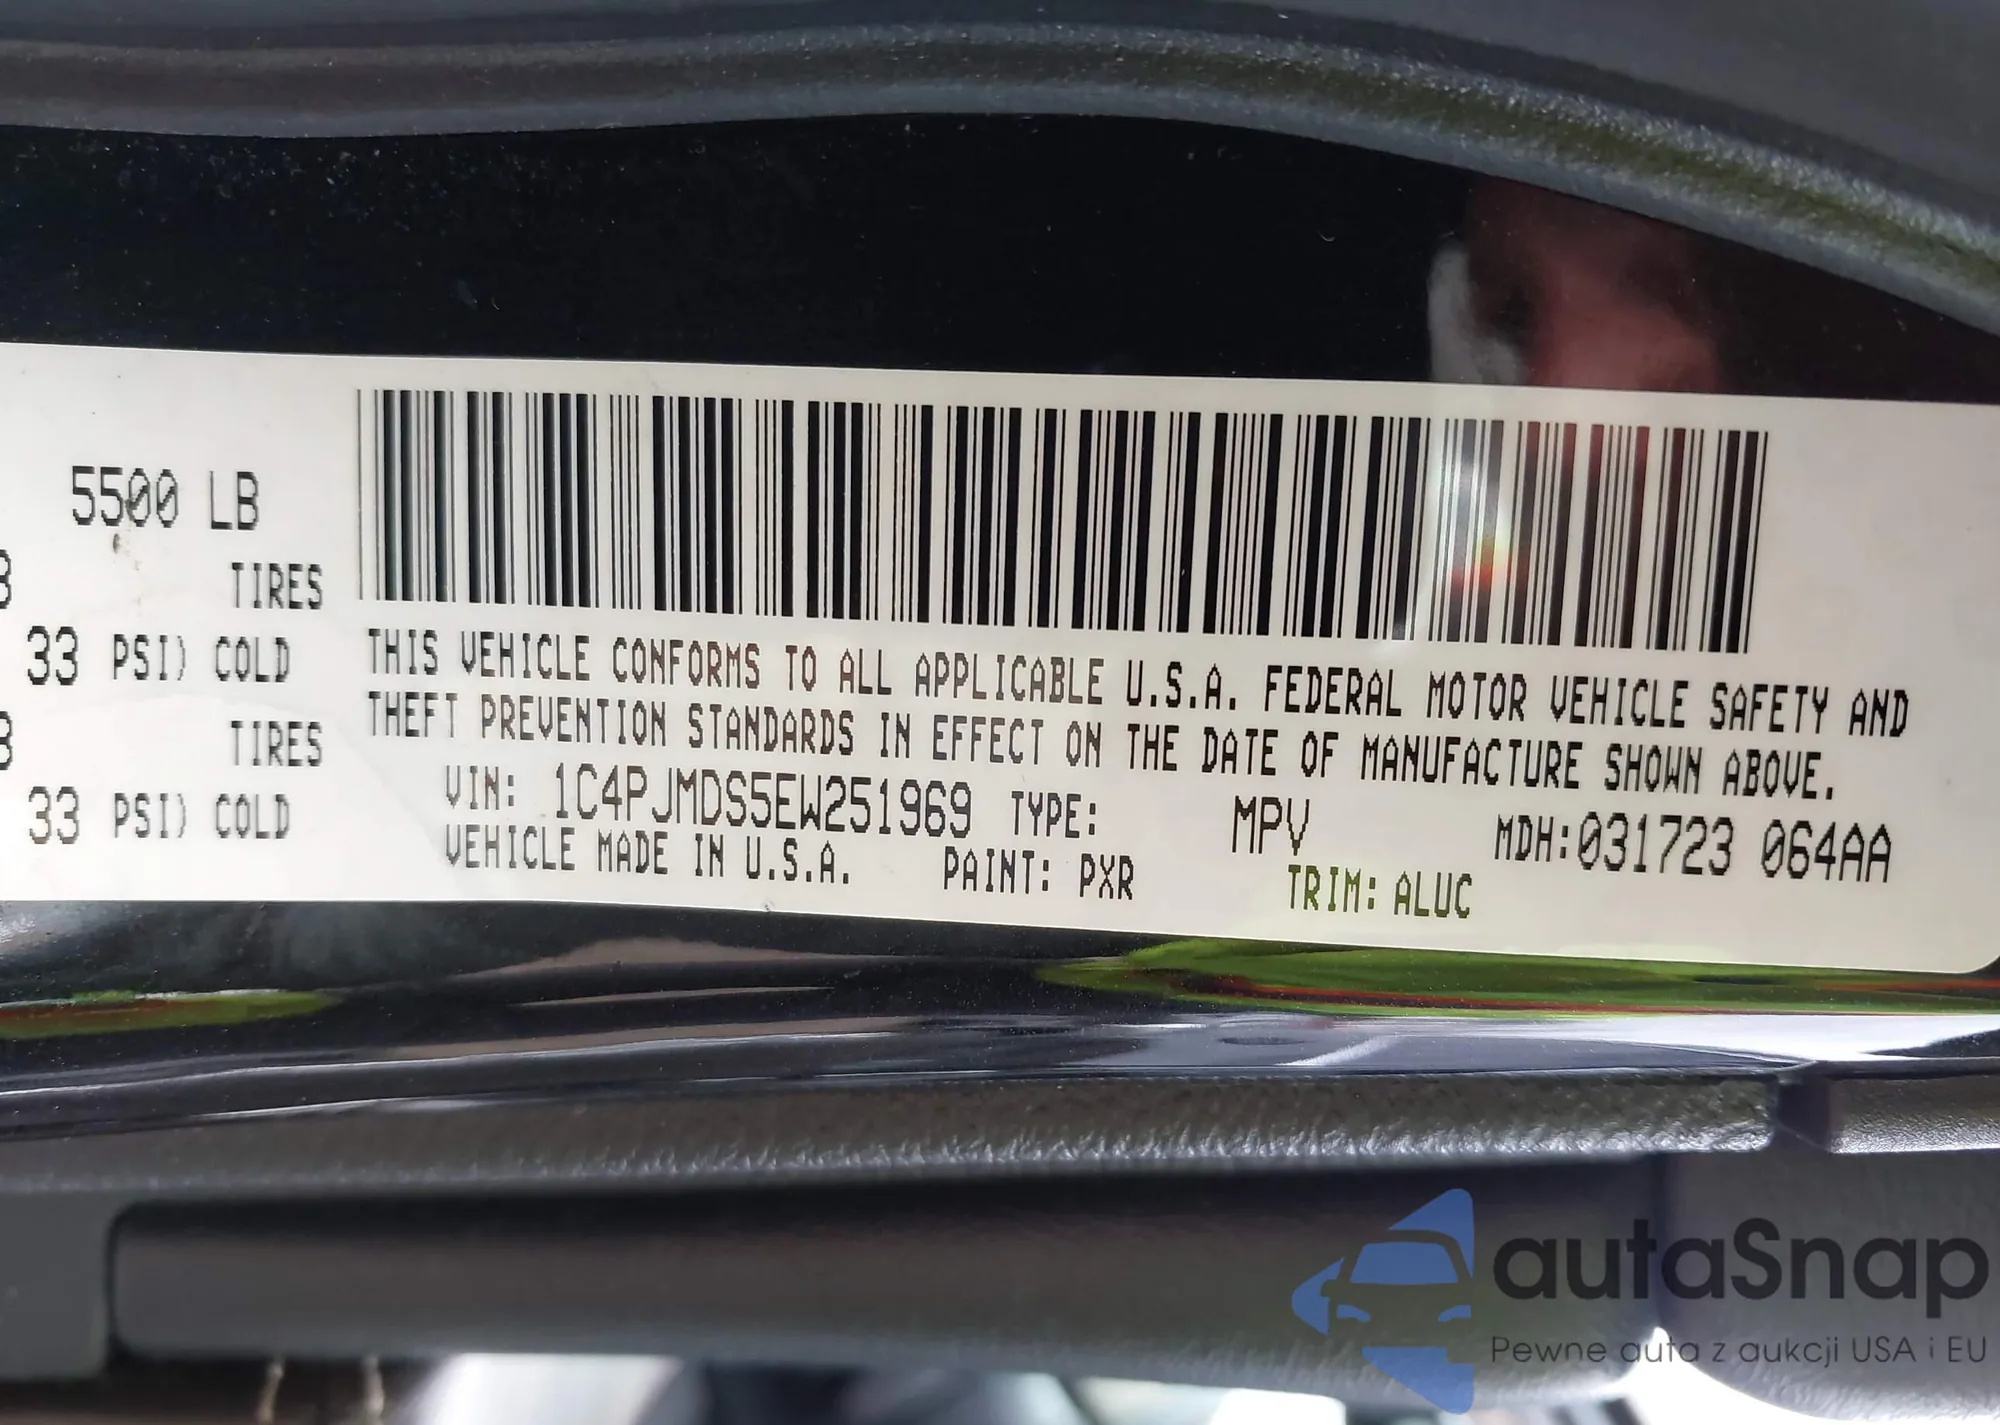 5500 LB
TIRES
33 PSI) COLD
TIRES
33 PSI) COLD
THIS VEHICLE CONFORMS TO ALL APPLICABLE U.S.A. FEDERAL MOTOR VEHICLE SAFETY AND
THEFT PREVENTION STANDARDS IN EFFECT ON THE DATE OF MANUFACTURE SHOWN ABOVE.
VIN: 1C4PJMDS5EW251969 TYPE: MPV MDH:031723 064AA
VEHICLE MADE IN U.S.A. PAINT: PXR TRIM: ALUC
autaSnap
Pewne auta z aukcji USA i EU